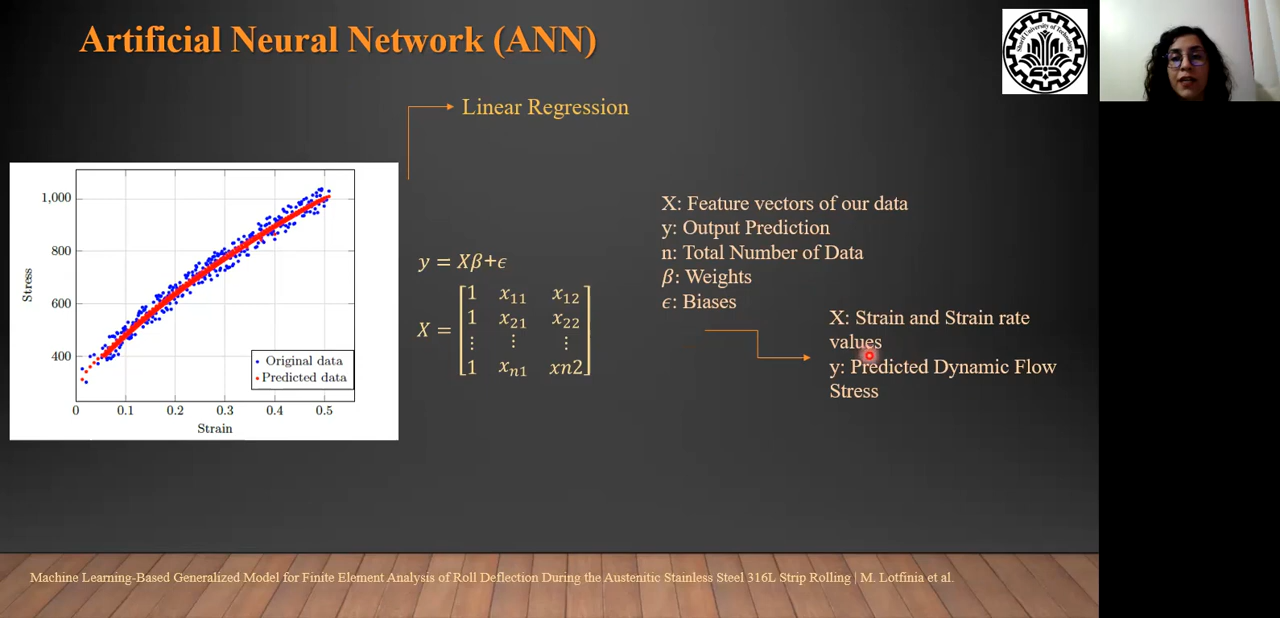 Artificial Neural Network (ANN)
Sharif University of Technology
Linear Regression
1,000
800
600
400
Stress
0
0.1
0.2
0.3
0.4
0.5
Strain
Original data
Predicted data
y = Xβ+ϵ
X =
1 x₁₁ x₁₂
1 x₂₁ x₂₂
⋮ ⋮ ⋮
1 xₙ₁ xn2
X: Feature vectors of our data
y: Output Prediction
n: Total Number of Data
β: Weights
ϵ: Biases
X: Strain and Strain rate
values
y: Predicted Dynamic Flow
Stress
Machine Learning-Based Generalized Model for Finite Element Analysis of Roll Deflection During the Austenitic Stainless Steel 316L Strip Rolling | M. Lotfinia et al.